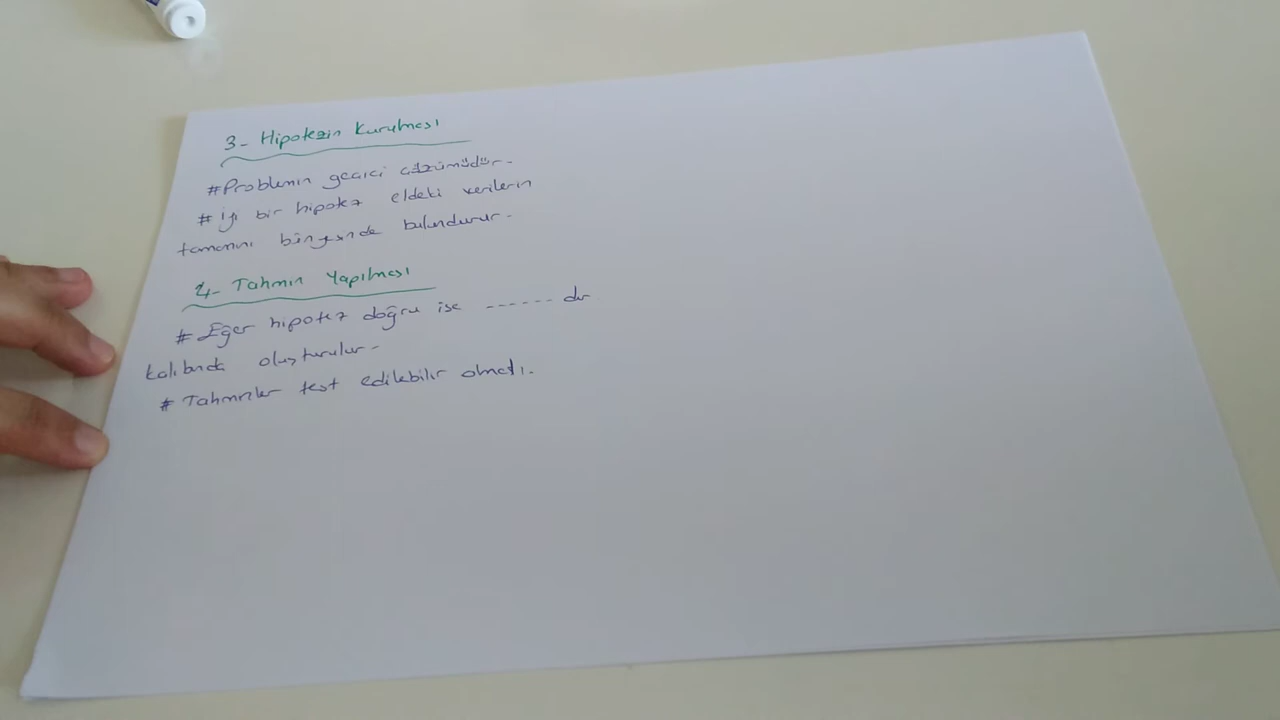 3- Hipotezin Kurulması
#Problemin geçici çözümüdür.
# İyi bir hipotez eldeki verilerin
tamamını bünyesinde bulundurur.
4- Tahmin Yapılması
# Eğer hipotez doğru ise ------ dır
kalıbında oluşturulur.
# Tahminler test edilebilir olmalı.